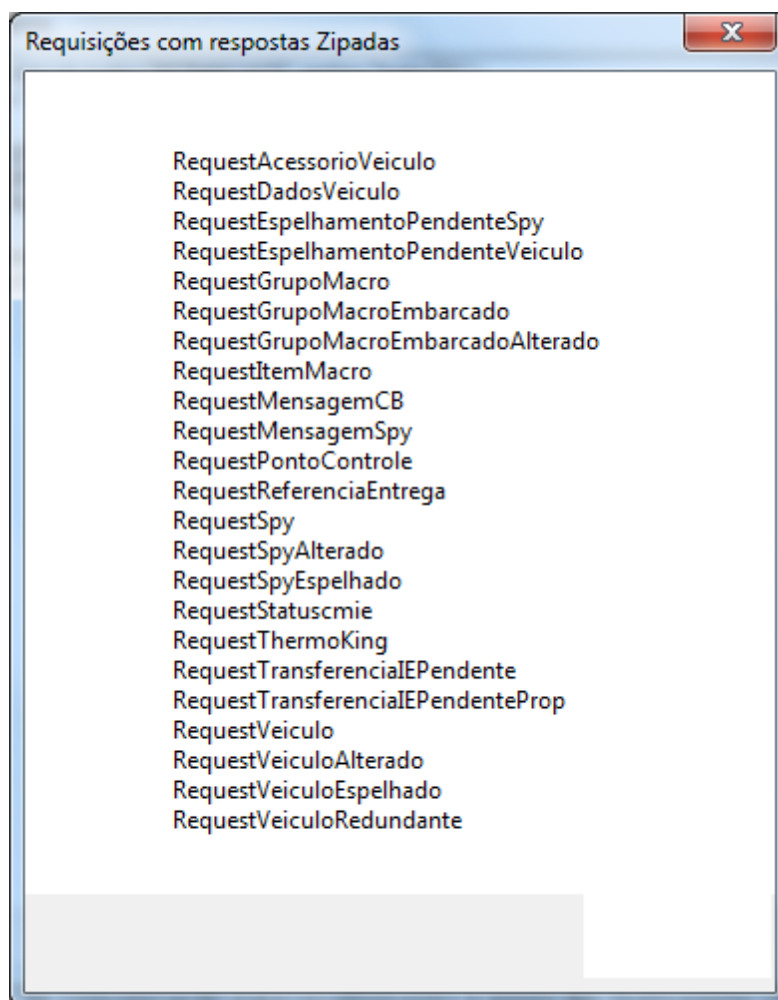 Requisições com respostas Zipadas
RequestAcessorioVeiculo
RequestDadosVeiculo
RequestEspelhamentoPendenteSpy
RequestEspelhamentoPendenteVeiculo
RequestGrupoMacro
RequestGrupoMacroEmbarcado
RequestGrupoMacroEmbarcadoAlterado
RequestItemMacro
RequestMensagemCB
RequestMensagemSpy
RequestPontoControle
RequestReferenciaEntrega
RequestSpy
RequestSpyAlterado
RequestSpyEspelhado
RequestStatuscmie
RequestThermoKing
RequestTransferenciaIEPendente
RequestTransferenciaIEPendenteProp
RequestVeiculo
RequestVeiculoAlterado
RequestVeiculoEspelhado
RequestVeiculoRedundante